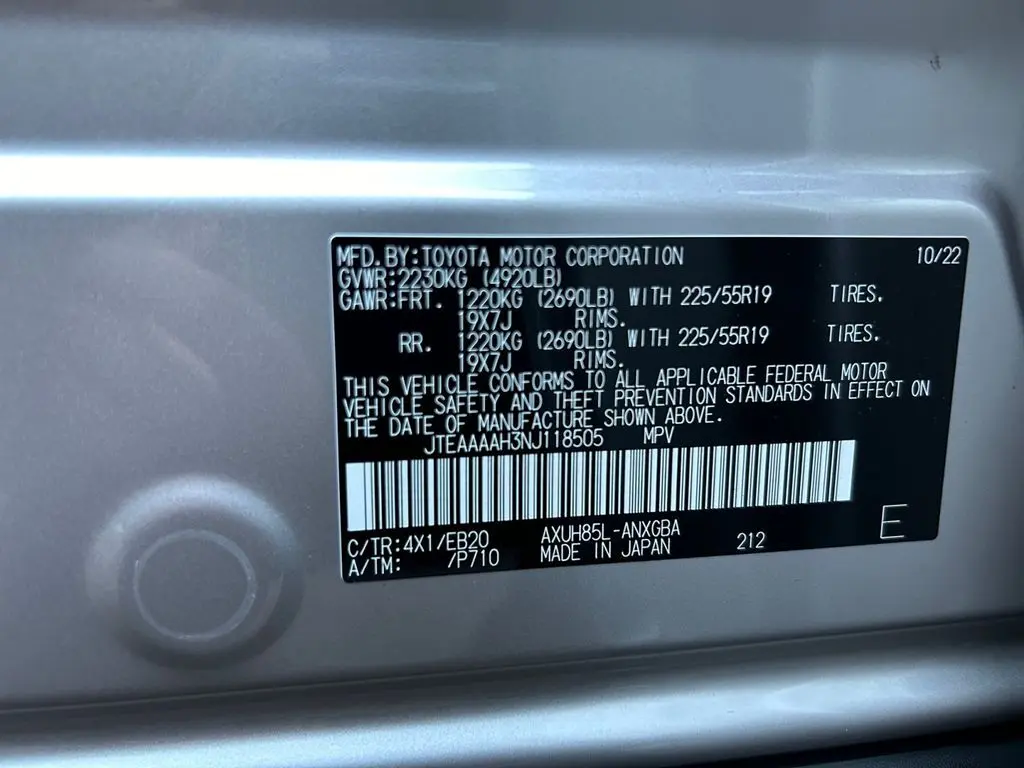 MFD.BY:TOYOTA MOTOR CORPORATION 10/22
GVWR:2230KG (4920LB)
GAWR:FRT. 1220KG (2690LB) WITH 225/55R19 TIRES.
19X7J RIMS.
RR. 1220KG (2690LB) WITH 225/55R19 TIRES.
19X7J RIMS.
THIS VEHICLE CONFORMS TO ALL APPLICABLE FEDERAL MOTOR
VEHICLE SAFETY AND THEFT PREVENTION STANDARDS IN EFFECT ON
THE DATE OF MANUFACTURE SHOWN ABOVE.
JTEAAAAH3NJ118505 MPV
C/TR:4X1/EB20 AXUH85L-ANXGBA 212 E
A/TM: /P710 MADE IN JAPAN